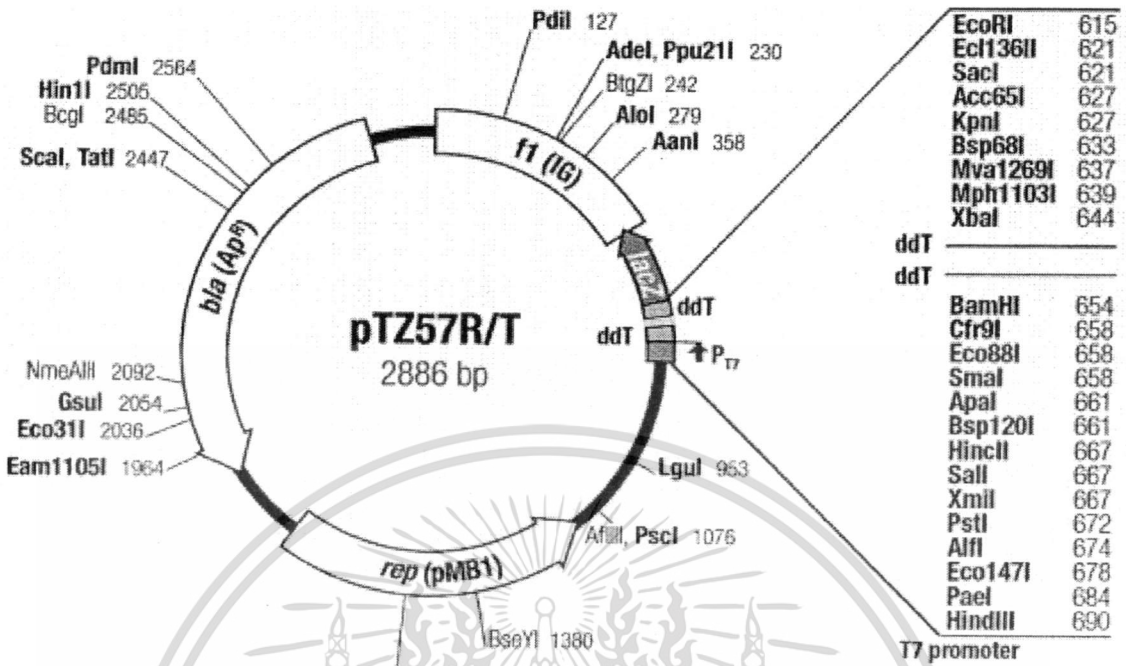 PdiI 127
AdeI, Ppu21I 230
BtgZI 242
AloI 279
AanI 358
PdmI 2564
Hin1I 2505
BcgI 2485
ScaI, TatI 2447
f1 (IG)
lacZ
bla (ApR)
ddT
ddT
PT7
pTZ57R/T
2886 bp
NmeAIII 2092
GsuI 2054
Eco31I 2036
Eam1105I 1964
LguI 953
AflIII, PscI 1076
rep (pMB1)
BseYI 1380
EcoRI 615
Ecl136II 621
SacI 621
Acc65I 627
KpnI 627
Bsp68I 633
Mva1269I 637
Mph1103I 639
XbaI 644
ddT
ddT
BamHI 654
Cfr9I 658
Eco88I 658
SmaI 658
ApaI 661
Bsp120I 661
HincII 667
SalI 667
XmiI 667
PstI 672
AlfI 674
Eco147I 678
PaeI 684
HindIII 690
T7 promoter